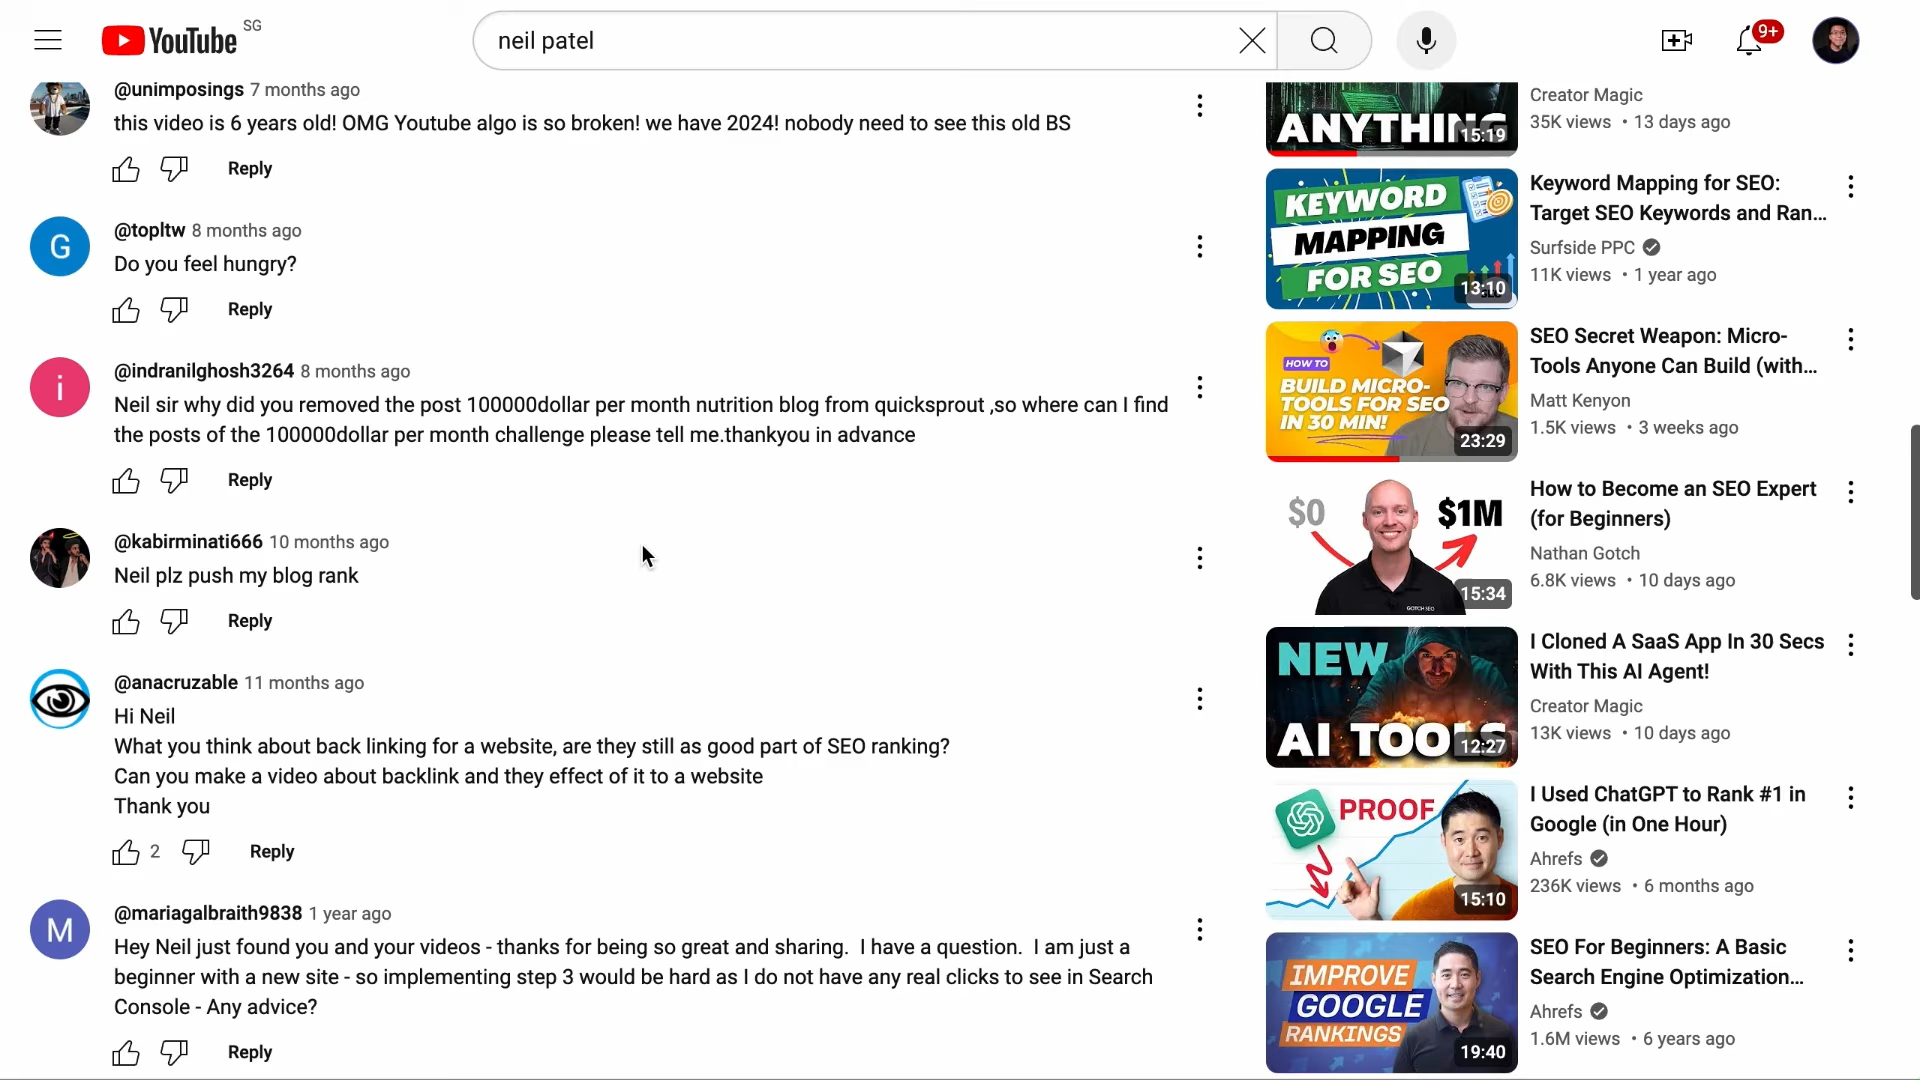 YouTube SG
neil patel
9+
@unimposings 7 months ago
this video is 6 years old! OMG Youtube algo is so broken! we have 2024! nobody need to see this old BS
Reply
G
@topltw 8 months ago
Do you feel hungry?
Reply
i
@indranilghosh3264 8 months ago
Neil sir why did you removed the post 100000dollar per month nutrition blog from quicksprout ,so where can I find
the posts of the 100000dollar per month challenge please tell me.thankyou in advance
Reply
@kabirminati666 10 months ago
Neil plz push my blog rank
Reply
@anacruzable 11 months ago
Hi Neil
What you think about back linking for a website, are they still as good part of SEO ranking?
Can you make a video about backlink and they effect of it to a website
Thank you
2
Reply
M
@mariagalbraith9838 1 year ago
Hey Neil just found you and your videos - thanks for being so great and sharing. I have a question. I am just a
beginner with a new site - so implementing step 3 would be hard as I do not have any real clicks to see in Search
Console - Any advice?
Reply
ANYTHING
15:19
Creator Magic
35K views • 13 days ago
KEYWORD
MAPPING
FOR SEO
13:10
Keyword Mapping for SEO:
Target SEO Keywords and Ran...
Surfside PPC
11K views • 1 year ago
HOW TO
BUILD MICRO-
TOOLS FOR SEO
IN 30 MIN!
23:29
SEO Secret Weapon: Micro-
Tools Anyone Can Build (with...
Matt Kenyon
1.5K views • 3 weeks ago
$0
$1M
GOTCH SEO
15:34
How to Become an SEO Expert
(for Beginners)
Nathan Gotch
6.8K views • 10 days ago
NEW
AI TOOLS
12:27
I Cloned A SaaS App In 30 Secs
With This AI Agent!
Creator Magic
13K views • 10 days ago
PROOF
15:10
I Used ChatGPT to Rank #1 in
Google (in One Hour)
Ahrefs
236K views • 6 months ago
IMPROVE
GOOGLE
RANKINGS
19:40
SEO For Beginners: A Basic
Search Engine Optimization...
Ahrefs
1.6M views • 6 years ago